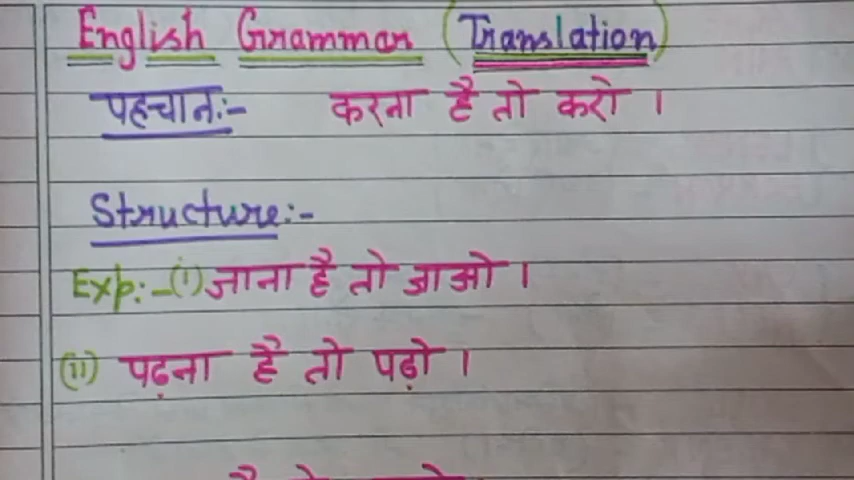 English Grammar (Translation)
पहचान:- करना है तो करो ।
Structure:-
Exp:-(i) जाना है तो जाओ ।
(ii) पढ़ना है तो पढ़ो ।